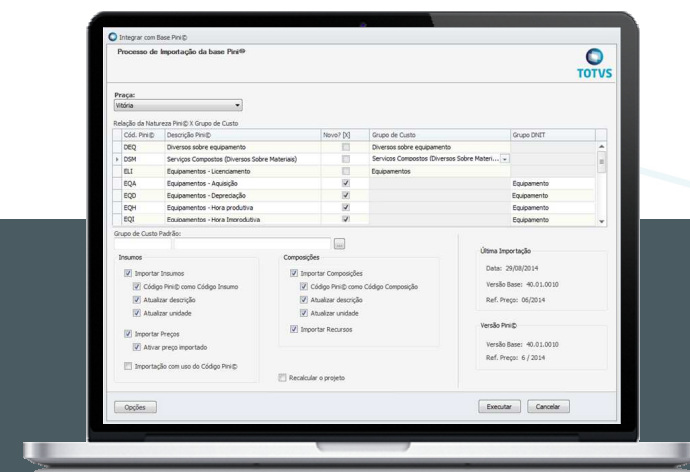 Integrar com Base Pini©
Processo de Importação da base Pini®
TOTVS
Praça:
Vitória
Relação da Natureza Pini© X Grupo de Custo
Cód. Pini© Descrição Pini© Novo? [X] Grupo de Custo Grupo DNIT
DEQ Diversos sobre equipamento Diversos sobre equipamento
DSM Serviços Compostos (Diversos Sobre Materiais) Servicos Compostos (Diversos Sobre Materi...
ELI Equipamentos - Licenciamento Equipamentos
EQA Equipamentos - Aquisição Equipamento
EQD Equipamentos - Depreciação Equipamento
EQH Equipamentos - Hora produtiva Equipamento
EQI Equipamentos - Hora Improdutiva Equipamento
Grupo de Custo Padrão:
...
Insumos
Importar Insumos
Código Pini© como Código Insumo
Atualizar descrição
Atualizar unidade
Importar Preços
Ativar preço importado
Importação com uso do Código Pini©
Composições
Importar Composições
Código Pini© como Código Composição
Atualizar descrição
Atualizar unidade
Importar Recursos
Recalcular o projeto
Última Importação
Data: 29/08/2014
Versão Base: 40.01.0010
Ref. Preço: 06/2014
Versão Pini©
Versão Base: 40.01.0010
Ref. Preço: 6 / 2014
Opções
Executar
Cancelar